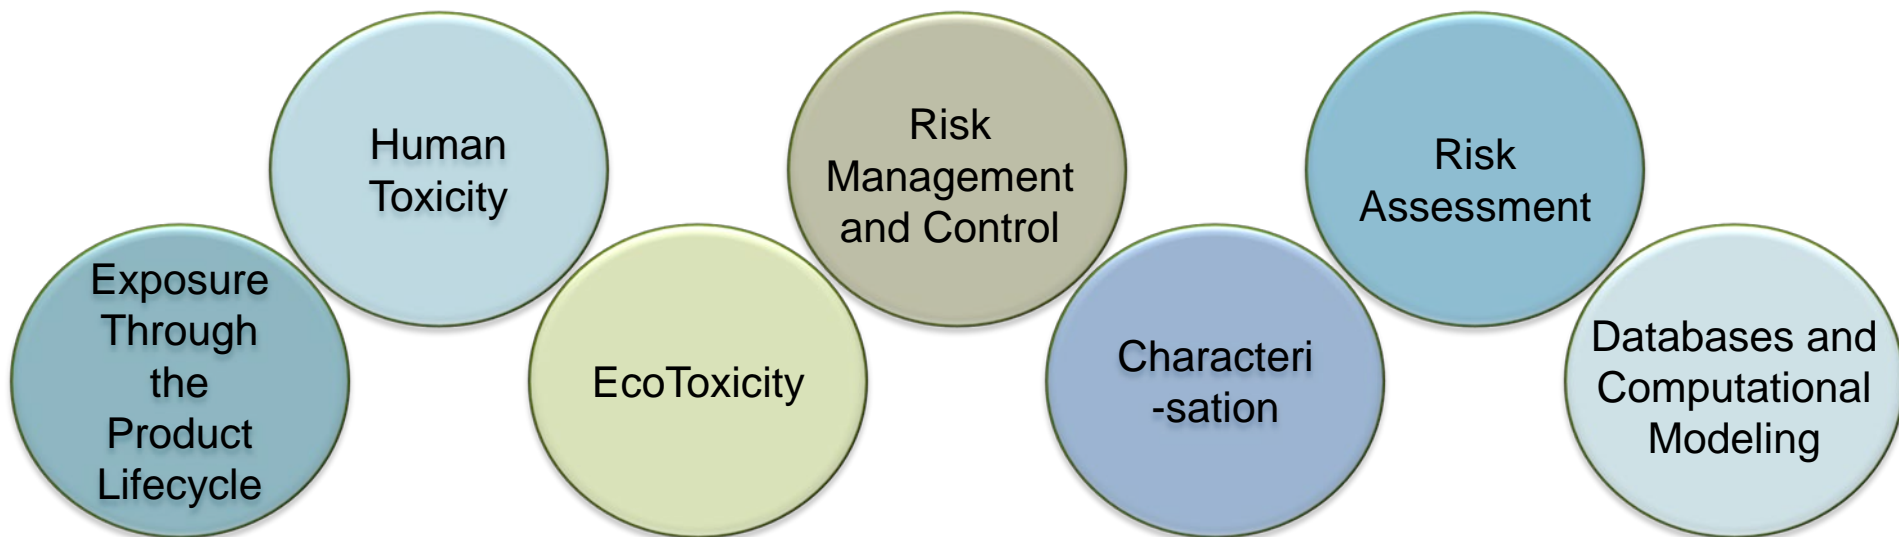 Exposure
Through
the
Product
Lifecycle
Human
Toxicity
EcoToxicity
Risk
Management
and Control
Characteri
-sation
Risk
Assessment
Databases and
Computational
Modeling